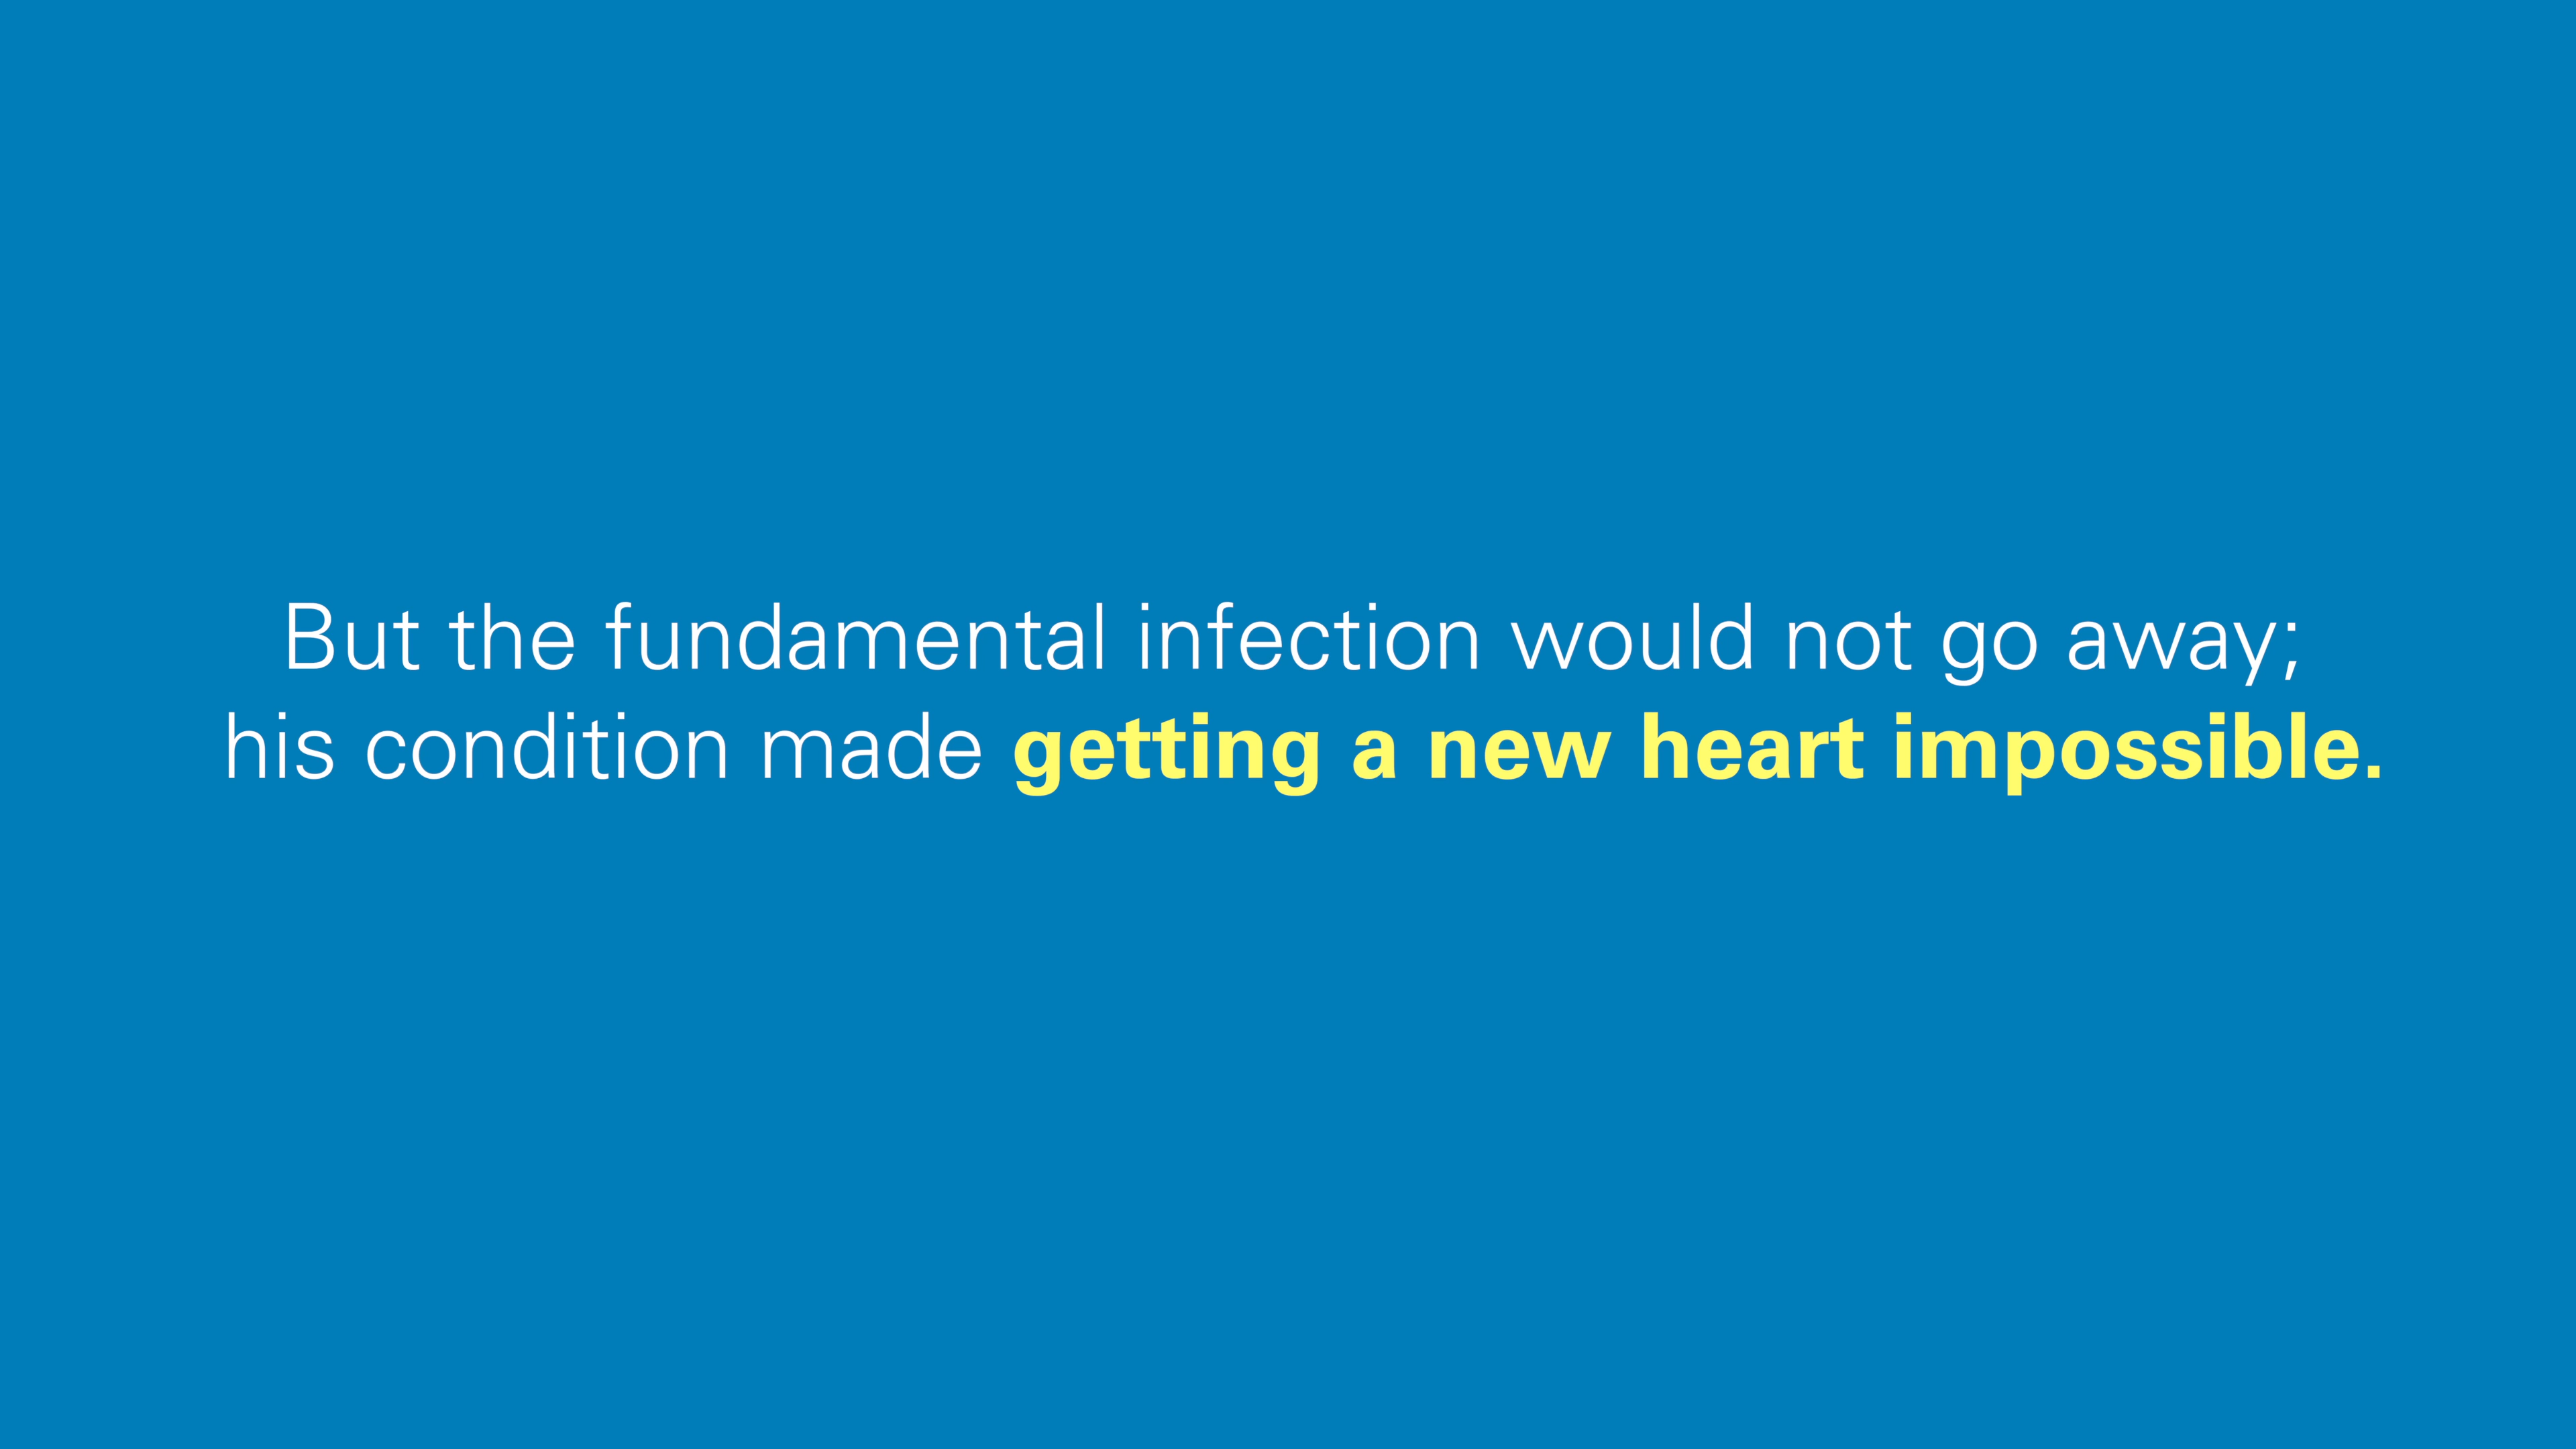 But the fundamental infection would not go away;
his condition made getting a new heart impossible.